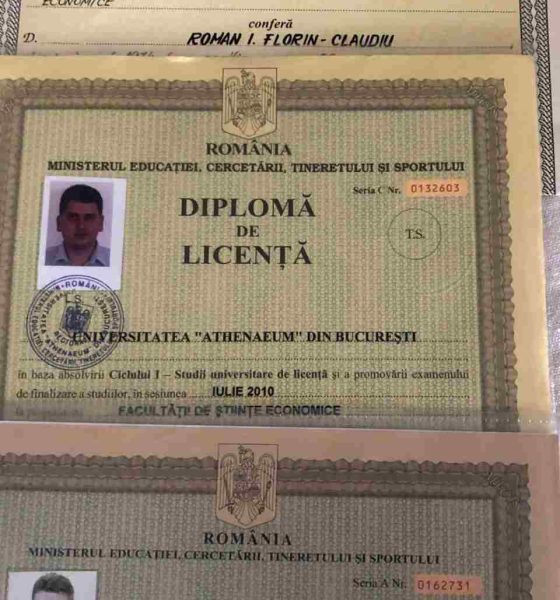 ECONOMICE
conferă
D. ROMAN I. FLORIN-CLAUDIU
ROMÂNIA
MINISTERUL EDUCAȚIEI, CERCETĂRII, TINERETULUI ȘI SPORTULUI
Seria C Nr. 0132603
DIPLOMĂ
DE
LICENȚĂ
T.S.
L.S.
UNIVERSITATEA "ATHENAEUM" DIN BUCUREȘTI
în baza absolvirii Ciclului I – Studii universitare de licență și a promovării examenului
de finalizare a studiilor, în sesiunea IULIE 2010
FACULTĂȚII DE ȘTIINȚE ECONOMICE
ROMÂNIA
MINISTERUL EDUCAȚIEI, CERCETĂRII, TINERETULUI ȘI SPORTULUI
Seria A Nr. 0162731